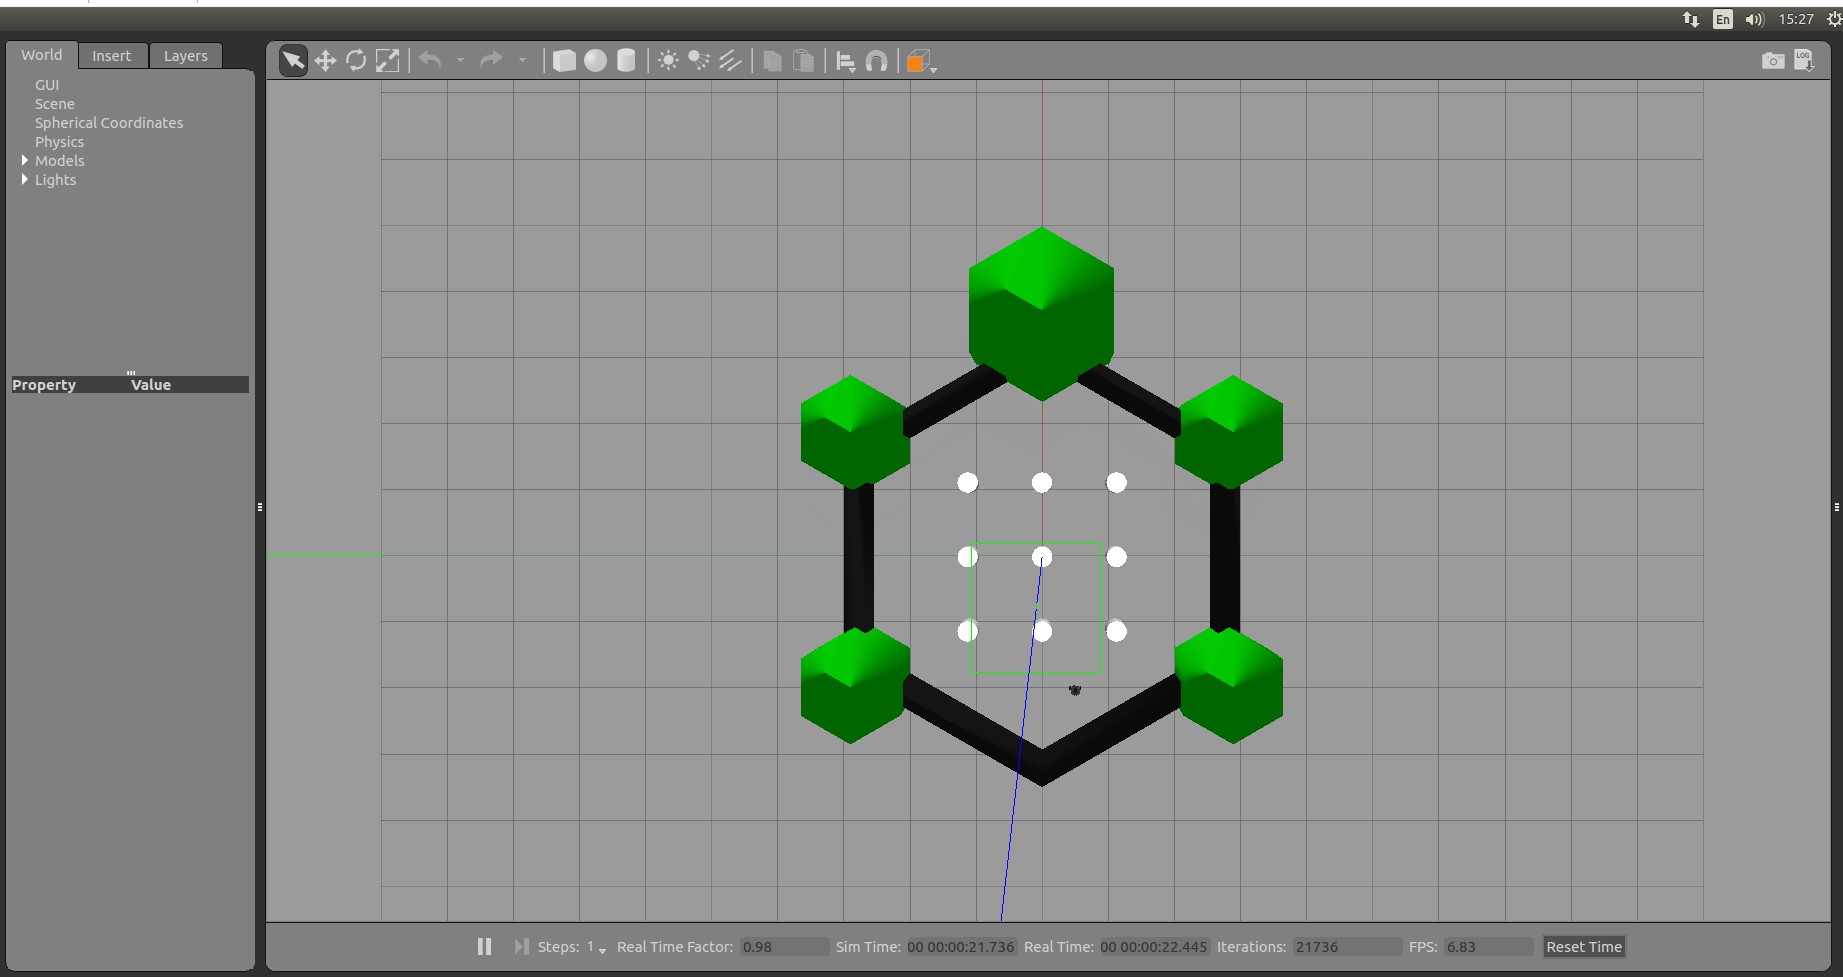 En 15:27
World Insert Layers
LOG
GUI
Scene
Spherical Coordinates
Physics
Models
Lights
Property Value
Steps: 1 Real Time Factor: 0.98 Sim Time: 00 00:00:21.736 Real Time: 00 00:00:22.445 Iterations: 21736 FPS: 6.83 Reset Time